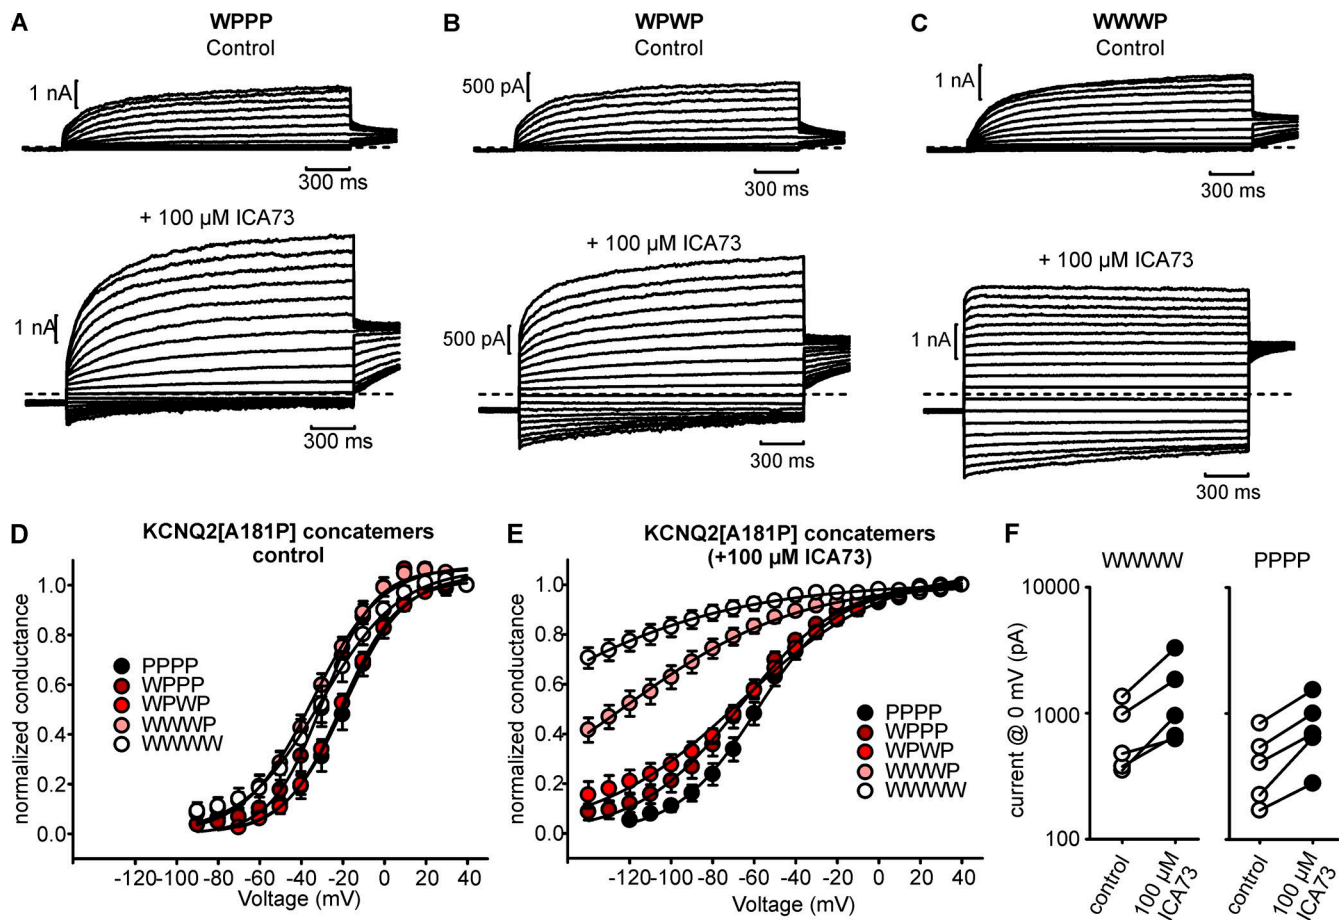 A
WPPP
Control
1 nA
300 ms
+ 100 µM ICA73
1 nA
300 ms
B
WPWP
Control
500 pA
300 ms
+ 100 µM ICA73
500 pA
300 ms
C
WWWP
Control
1 nA
300 ms
+ 100 µM ICA73
1 nA
300 ms
D
KCNQ2[A181P] concatemers
control
normalized conductance
1.0
0.8
0.6
0.4
0.2
0.0
PPPP
WPPP
WPWP
WWWP
WWWW
-120 -100 -80 -60 -40 -20 0 20 40
Voltage (mV)
E
KCNQ2[A181P] concatemers
(+100 µM ICA73)
normalized conductance
1.0
0.8
0.6
0.4
0.2
0.0
PPPP
WPPP
WPWP
WWWP
WWWW
-120 -100 -80 -60 -40 -20 0 20 40
Voltage (mV)
F
WWWW
PPPP
current @ 0 mV (pA)
10000
1000
100
control
100 µM
ICA73
control
100 µM
ICA73